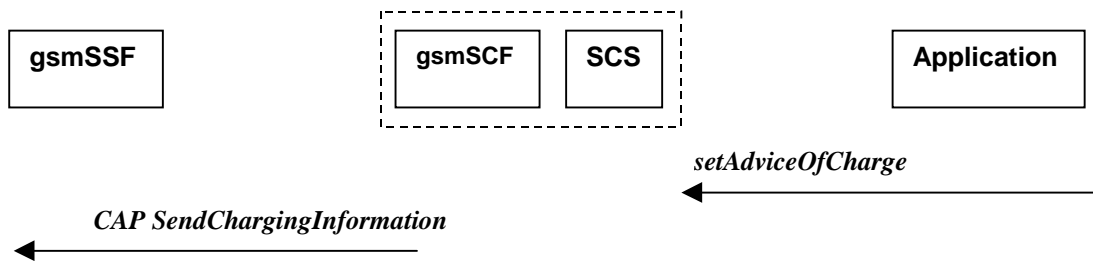 gsmSSF
gsmSCF
SCS
Application
setAdviceOfCharge
CAP SendChargingInformation